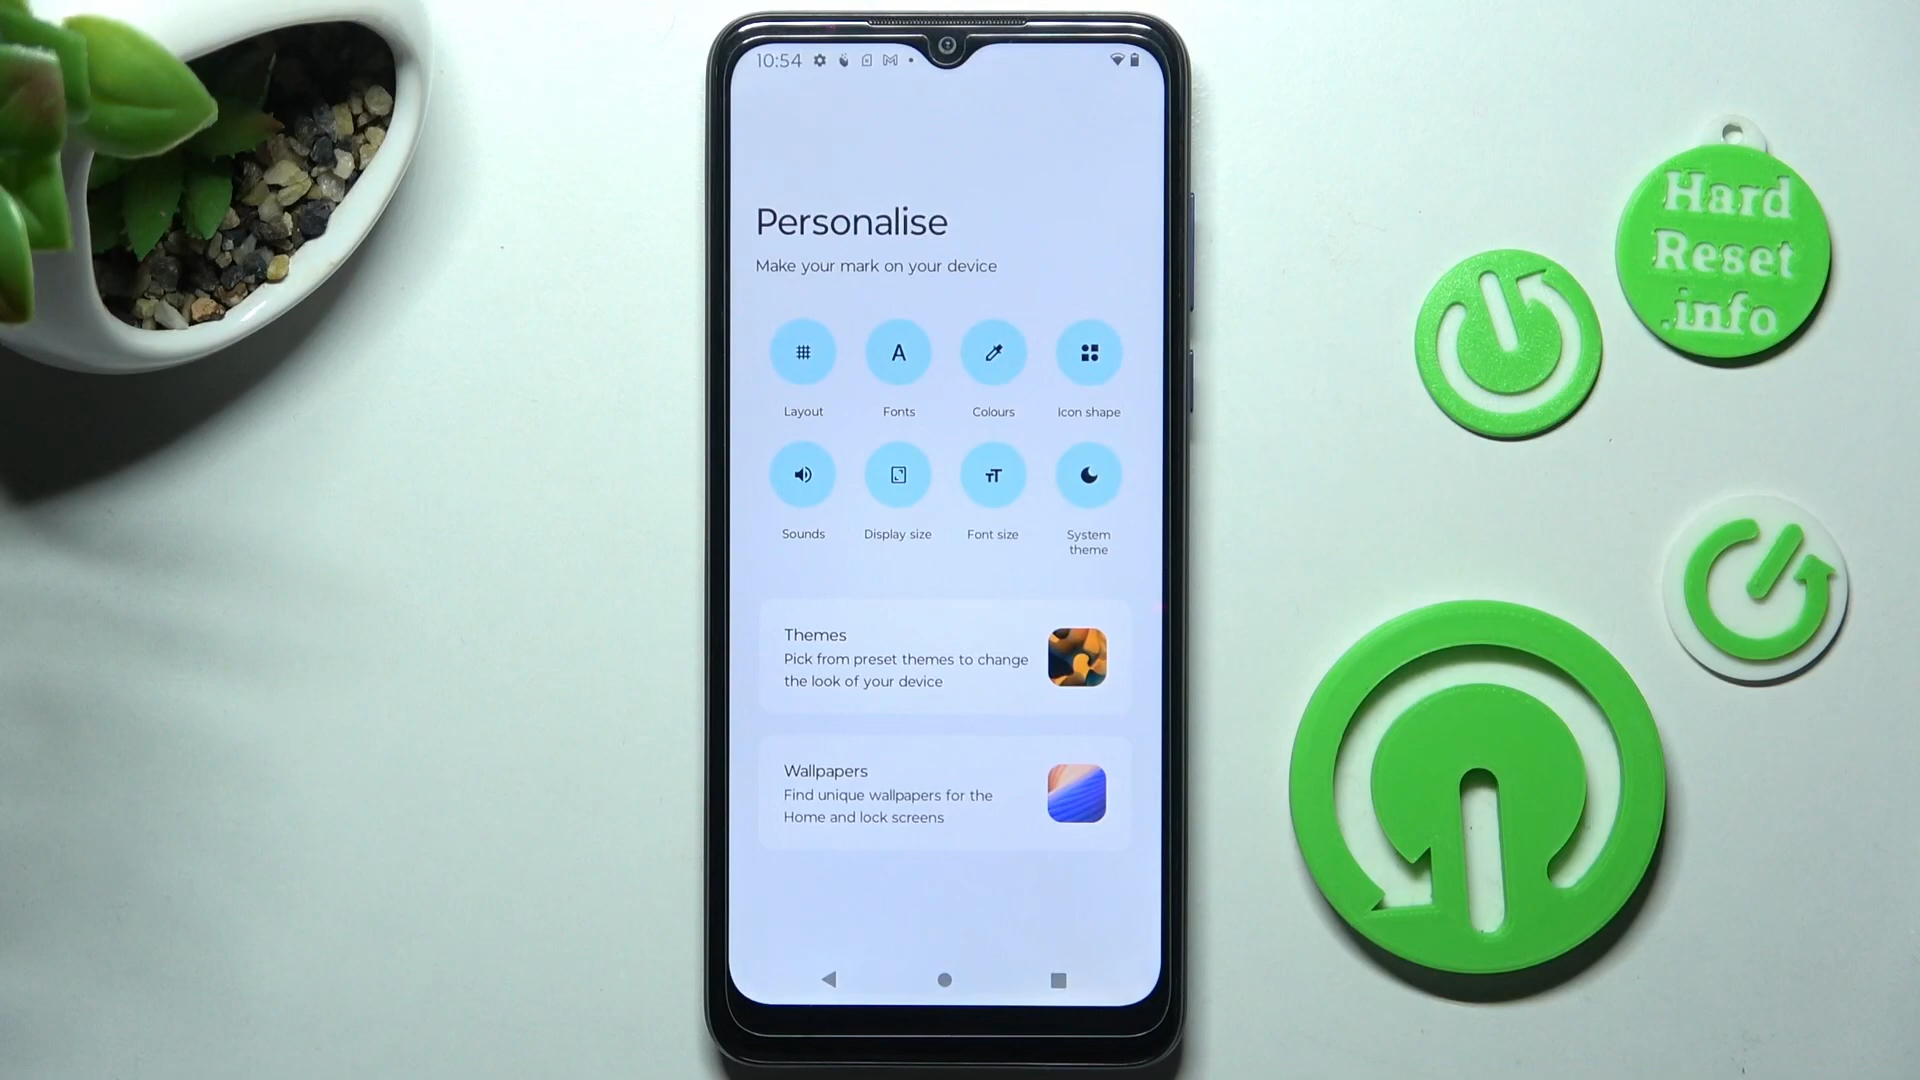 10:54
Personalise
Make your mark on your device
A
Layout
Fonts
Colours
Icon shape
TT
Sounds
Display size
Font size
System
theme
Themes
Pick from preset themes to change
the look of your device
Wallpapers
Find unique wallpapers for the
Home and lock screens
Hard
Reset
.info